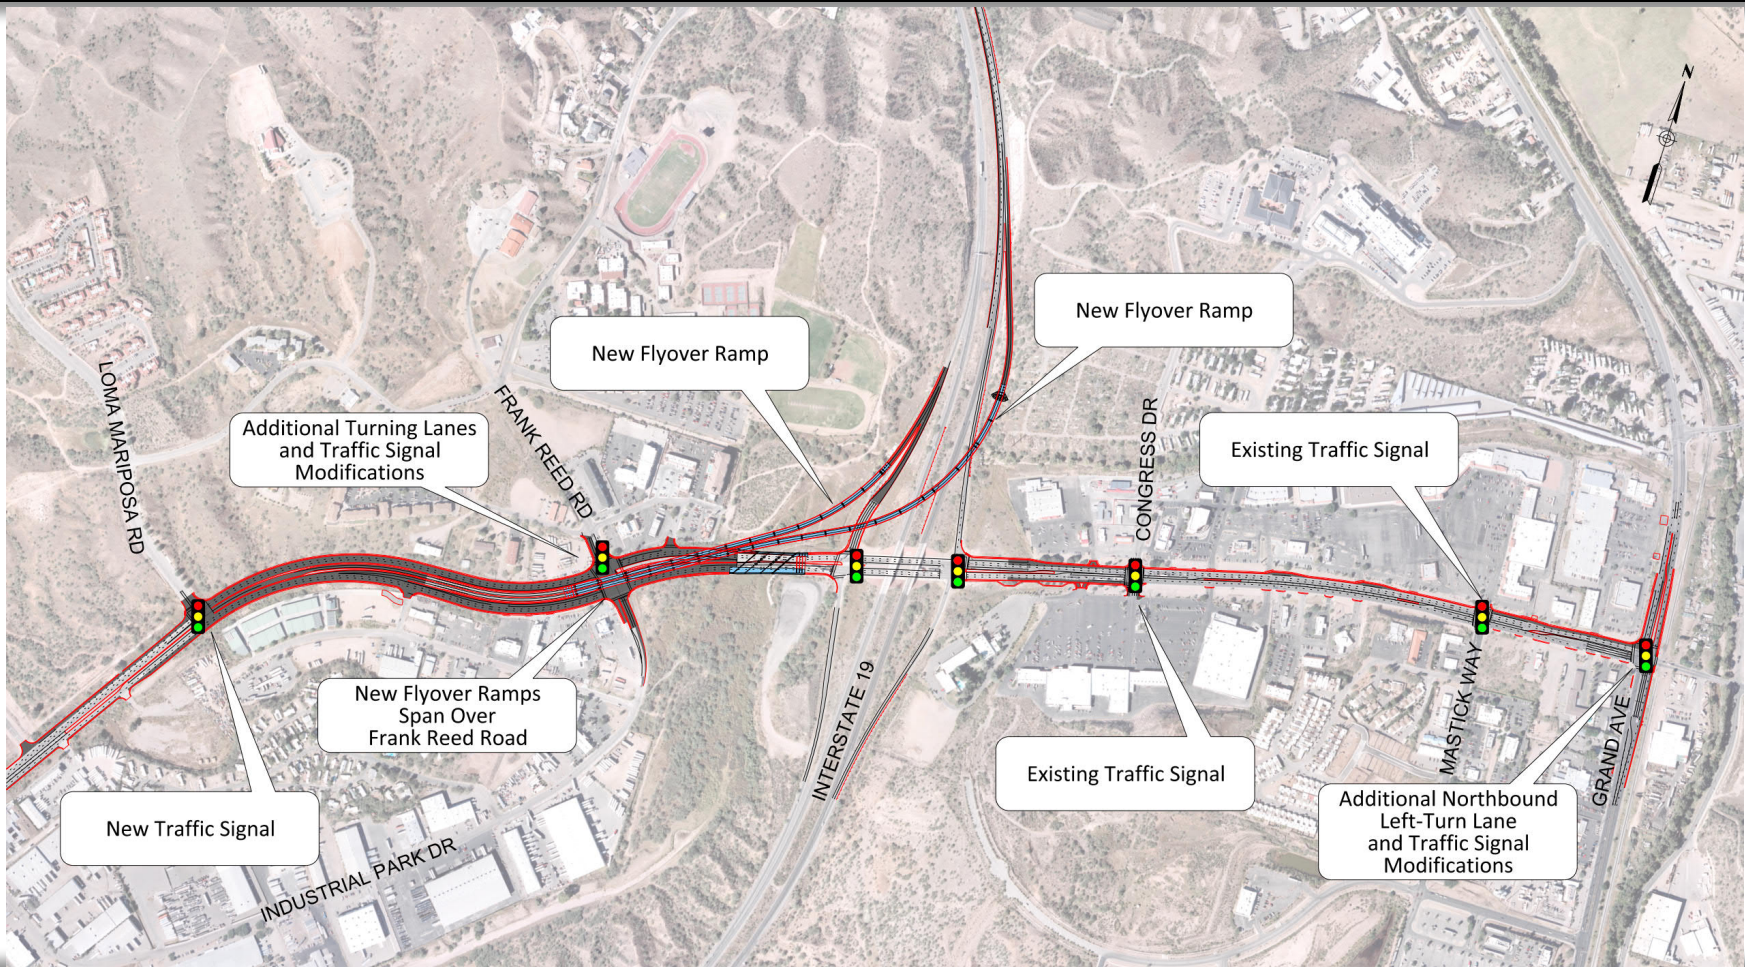 N
New Flyover Ramp
New Flyover Ramp
LOMA MARIPOSA RD
Additional Turning Lanes
and Traffic Signal
Modifications
FRANK REED RD
CONGRESS DR
Existing Traffic Signal
New Flyover Ramps
Span Over
Frank Reed Road
INTERSTATE 19
MASTICK WAY
GRAND AVE
Existing Traffic Signal
New Traffic Signal
INDUSTRIAL PARK DR
Additional Northbound
Left-Turn Lane
and Traffic Signal
Modifications